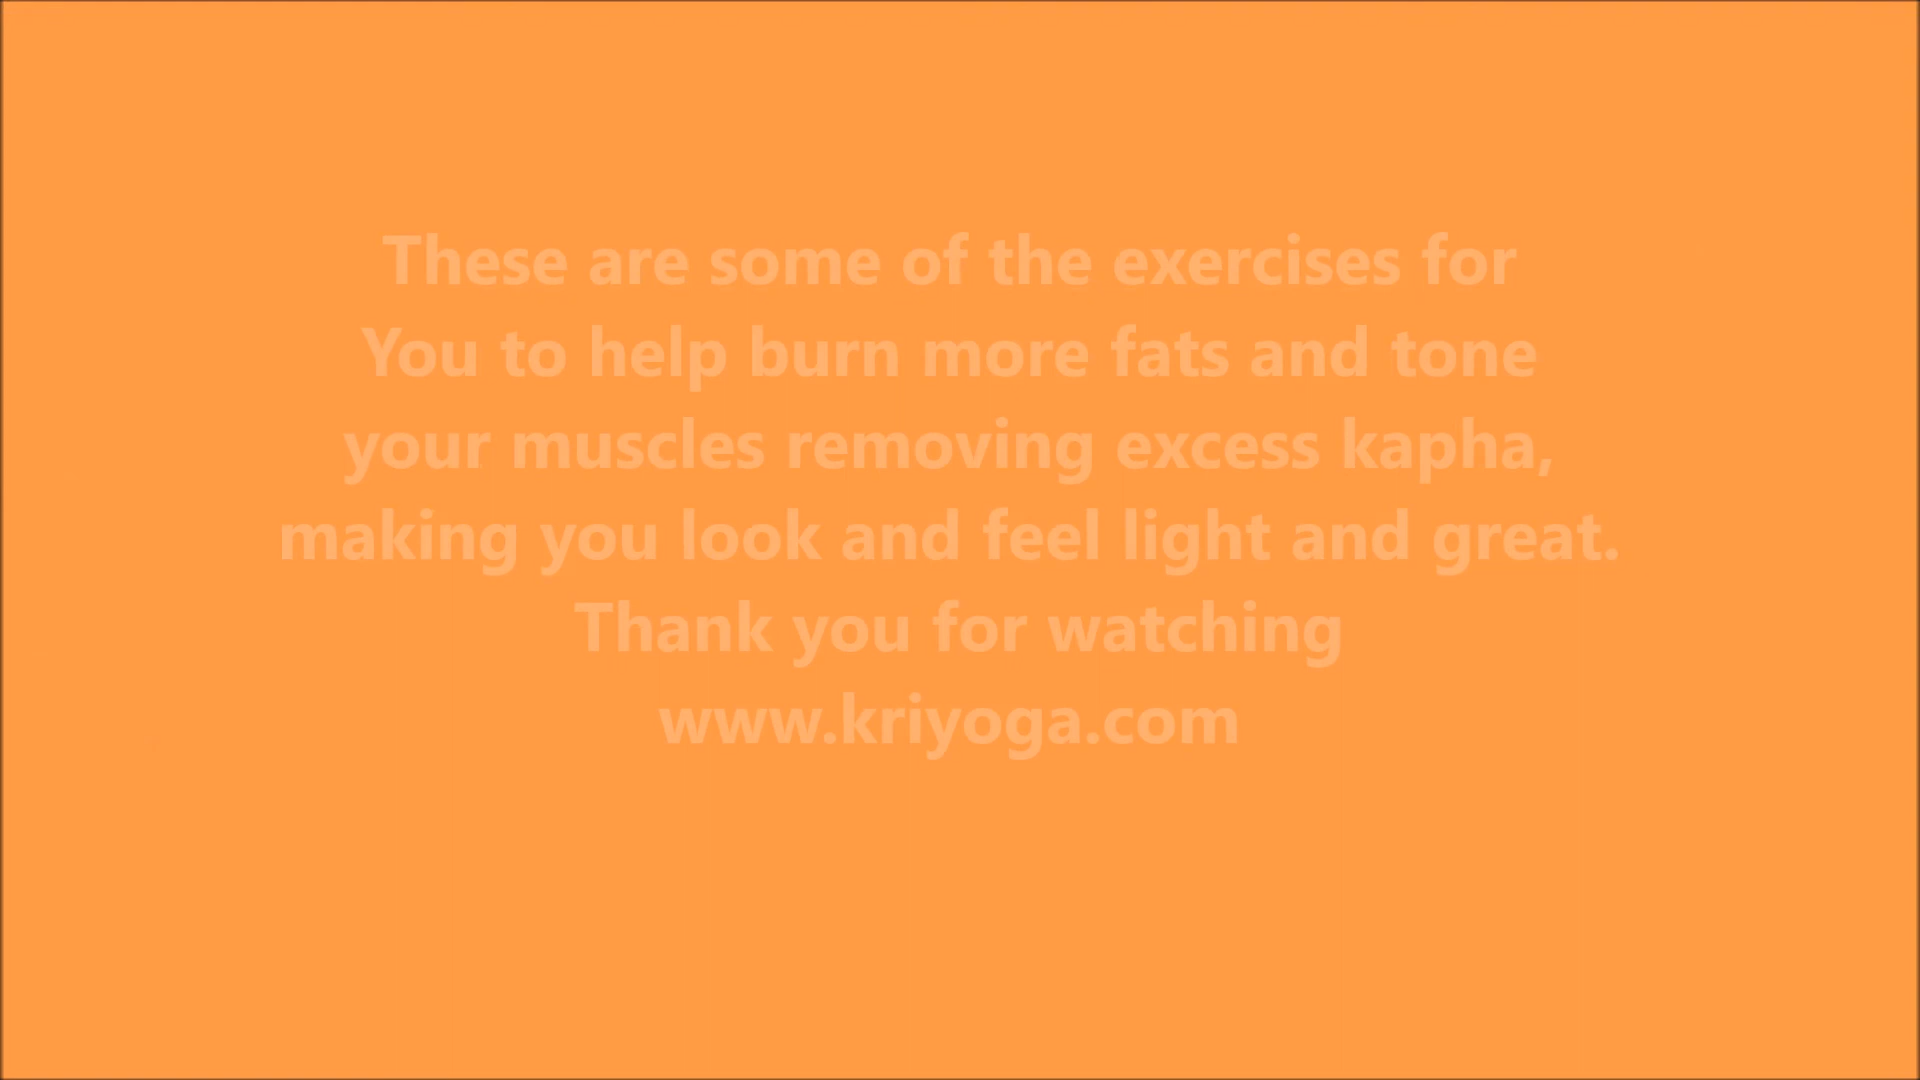 These are some of the exercises for
You to help burn more fats and tone
your muscles removing excess kapha,
making you look and feel light and great.
Thank you for watching
www.kriyoga.com